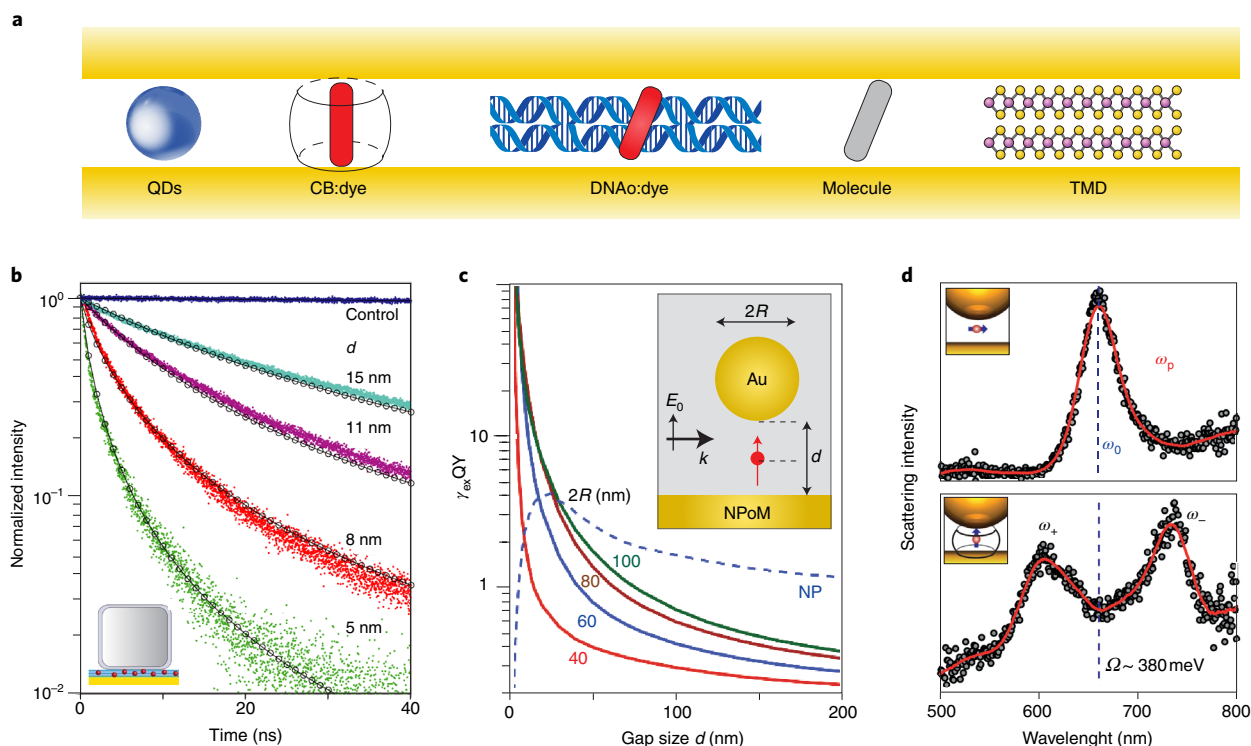 a
QDs
CB:dye
DNAo:dye
Molecule
TMD
b
Normalized intensity
10⁰
10⁻¹
10⁻²
Control
d
15 nm
11 nm
8 nm
5 nm
0
20
40
Time (ns)
c
γexQY
10
1
2R
Au
E₀
k
d
NPoM
2R (nm)
100
80
60
40
NP
0
100
200
Gap size d (nm)
d
Scattering intensity
ωp
ω0
ω+
ω−
Ω~ 380 meV
500
600
700
800
Wavelenght (nm)